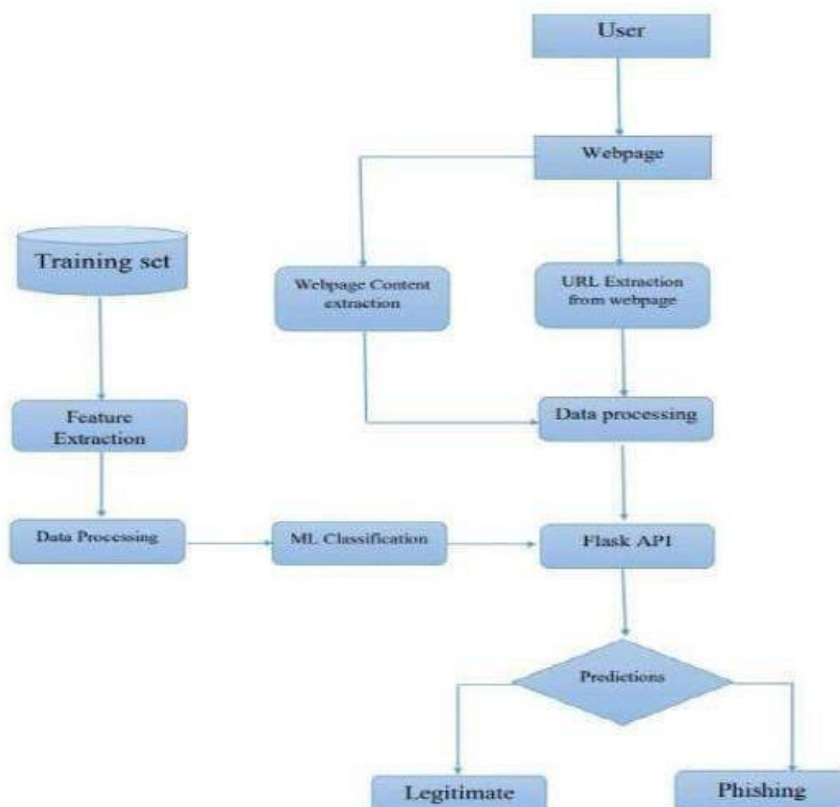 User
Webpage
Training set
Webpage Content
extraction
URL Extraction
from webpage
Feature
Extraction
Data processing
Data Processing
ML Classification
Flask API
Predictions
Legitimate
Phishing